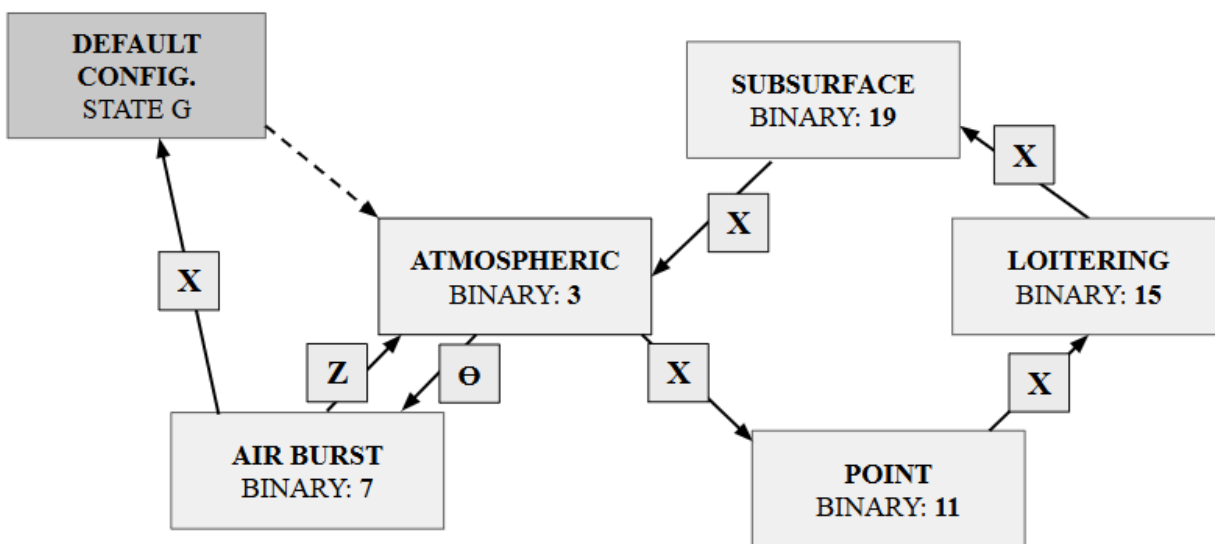 DEFAULT
CONFIG.
STATE G
SUBSURFACE
BINARY: 19
X
X
ATMOSPHERIC
BINARY: 3
LOITERING
BINARY: 15
X
Z
Ɵ
X
X
AIR BURST
BINARY: 7
POINT
BINARY: 11